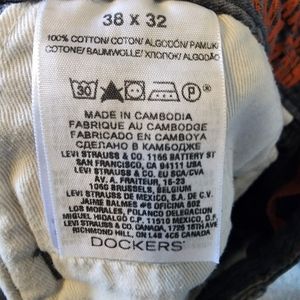 38 X 32
100% COTTON/ COTON/ ALGODÓN/ PAMUK/
COTONE/ BAUMWOLLE/ ХЛОПОК/ ALGODÃO
30 P
MADE IN CAMBODIA
FABRIQUE AU CAMBODGE
FABRICADO EN CAMBOYA
СДЕЛАНО В КАМБОДЖЕ
LEVI STRAUSS & CO. 1155 BATTERY ST
SAN FRANCISCO, CA 94111 USA
LEVI STRAUSS & CO. EU SCA/CVA
AV. A. FRAITEUR, 15-23
1050 BRUSSELS, BELGIUM
LEVI STRAUSS DE MEXICO, S.A. DE C.V.
JAIME BALMES #8 OFICINA 602
LOS MORALES, POLANCO DELEGACION
MIGUEL HIDALGO C.P. 11510 MEXICO, D.F.
LEVI STRAUSS & CO. CANADA, 1725 16TH AVE
RICHMOND HILL, ON L4B 4C6 CANADA
DOCKERS®